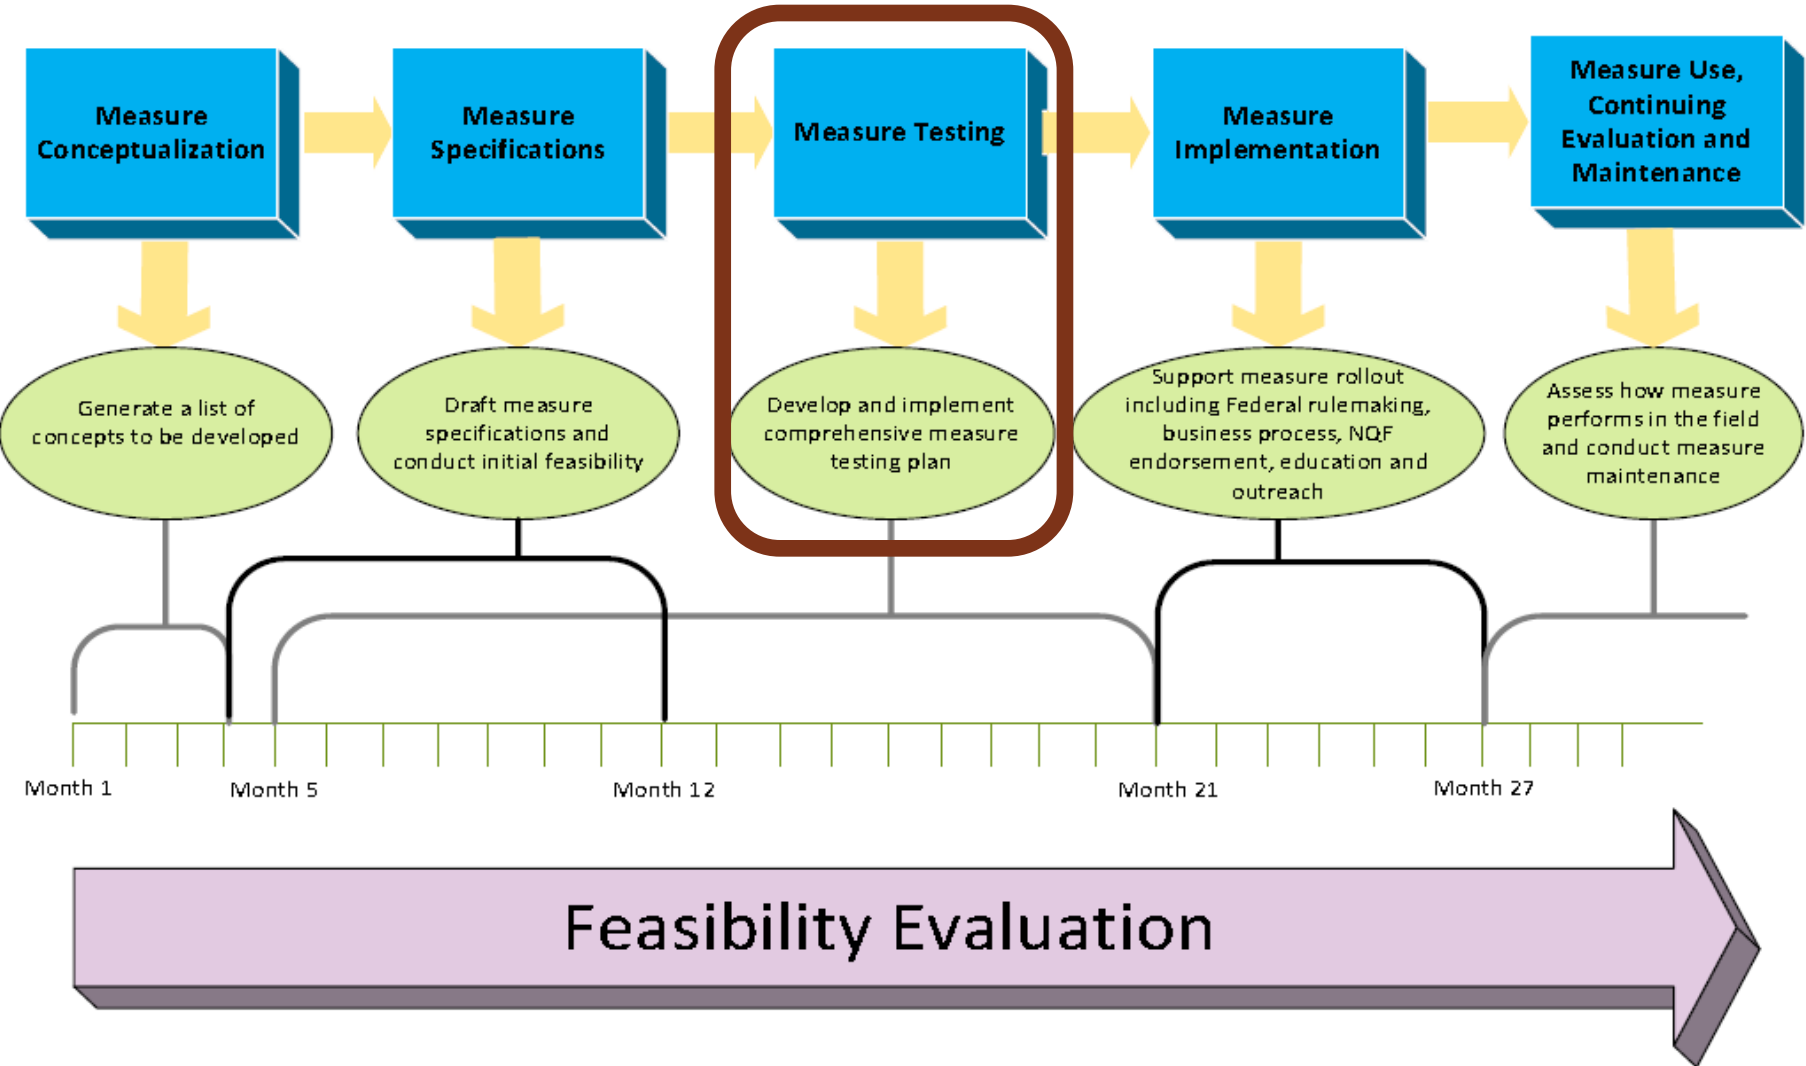 Measure
Conceptualization
Measure
Specifications
Measure Testing
Measure
Implementation
Measure Use,
Continuing
Evaluation and
Maintenance
Generate a list of
concepts to be developed
Draft measure
specifications and
conduct initial feasibility
Develop and implement
comprehensive measure
testing plan
Support measure rollout
including Federal rulemaking,
business process, NQF
endorsement, education and
outreach
Assess how measure
performs in the field
and conduct measure
maintenance
Month 1
Month 5
Month 12
Month 21
Month 27
Feasibility Evaluation